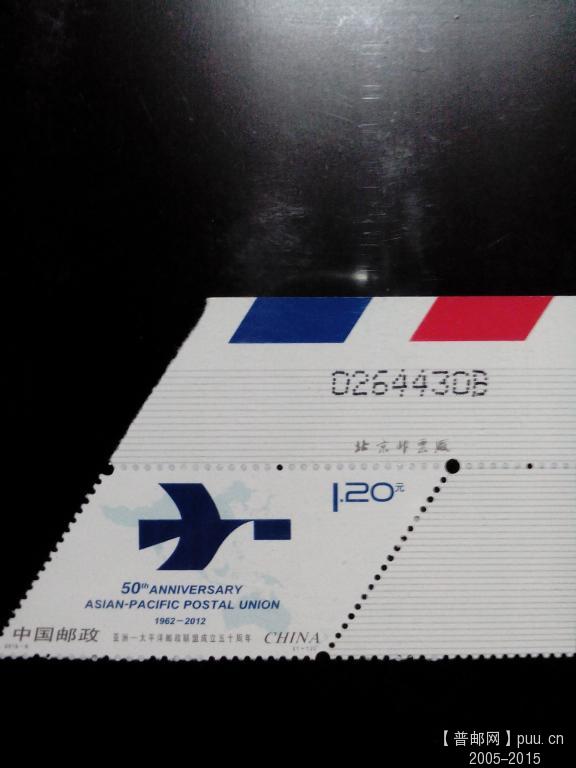 02644308
北京邮票厂
1.20元
50th ANNIVERSARY
ASIAN-PACIFIC POSTAL UNION
1962-2012
中国邮政
亚洲-太平洋邮政联盟成立五十周年
CHINA
【普邮网】puu.cn
2005-2015